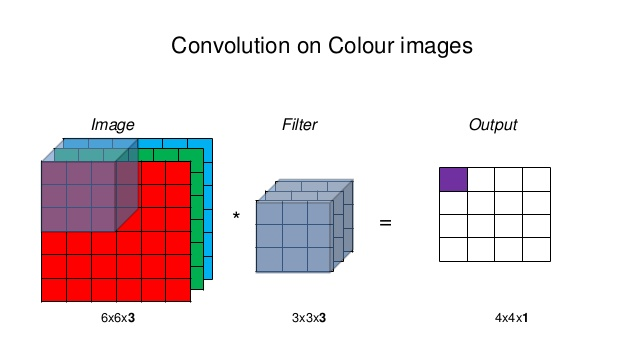 Convolution on Colour images
Image
Filter
Output
*
=
6x6x3
3x3x3
4x4x1